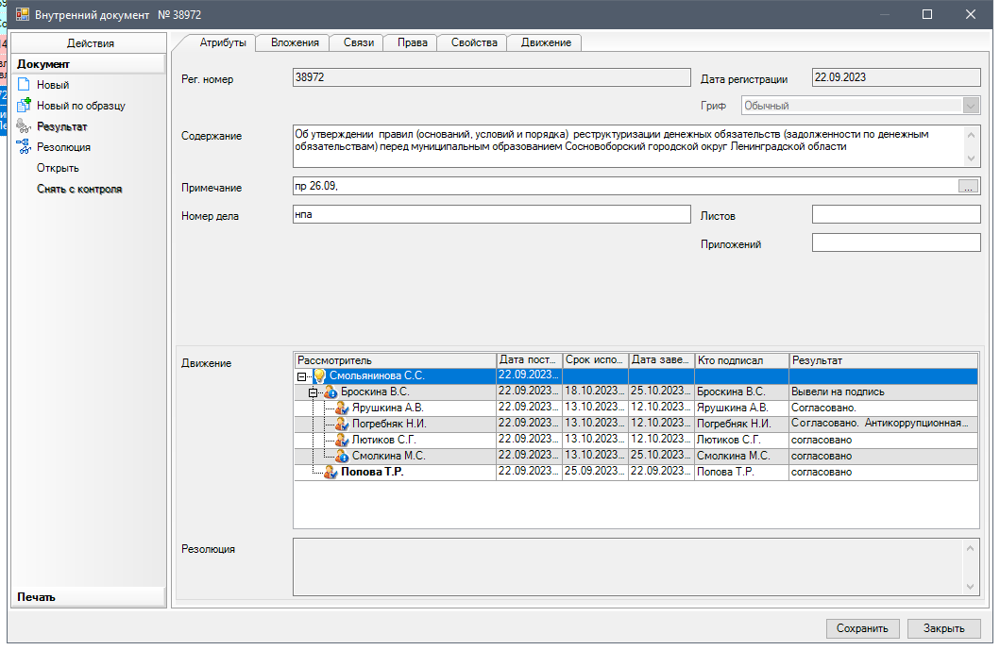 Внутренний документ № 38972
Действия
Документ
Новый
Новый по образцу
Результат
Резолюция
Открыть
Снять с контроля
Печать
Атрибуты Вложения Связи Права Свойства Движение
Рег. номер 38972 Дата регистрации 22.09.2023
Гриф Обычный
Содержание Об утверждении правил (оснований, условий и порядка) реструктуризации денежных обязательств (задолженности по денежным
обязательствам) перед муниципальным образованием Сосновоборский городской округ Ленинградской области
Примечание пр 26.09, ...
Номер дела нпа Листов
Приложений
Движение
Рассмотритель Дата пост... Срок испо... Дата заве... Кто подписал Результат
Смольянинова С.С. 22.09.2023...
Броскина В.С. 22.09.2023... 18.10.2023... 25.10.2023... Броскина В.С. Вывели на подпись
Ярушкина А.В. 22.09.2023... 13.10.2023... 12.10.2023... Ярушкина А.В. Согласовано.
Погребняк Н.И. 22.09.2023... 13.10.2023... 12.10.2023... Погребняк Н.И. Согласовано. Антикоррупционная...
Лютиков С.Г. 22.09.2023... 13.10.2023... 12.10.2023... Лютиков С.Г. согласовано
Смолкина М.С. 22.09.2023... 13.10.2023... 25.10.2023... Смолкина М.С. согласовано
Попова Т.Р. 22.09.2023... 25.09.2023... 22.09.2023... Попова Т.Р. согласовано
Резолюция
Сохранить Закрыть